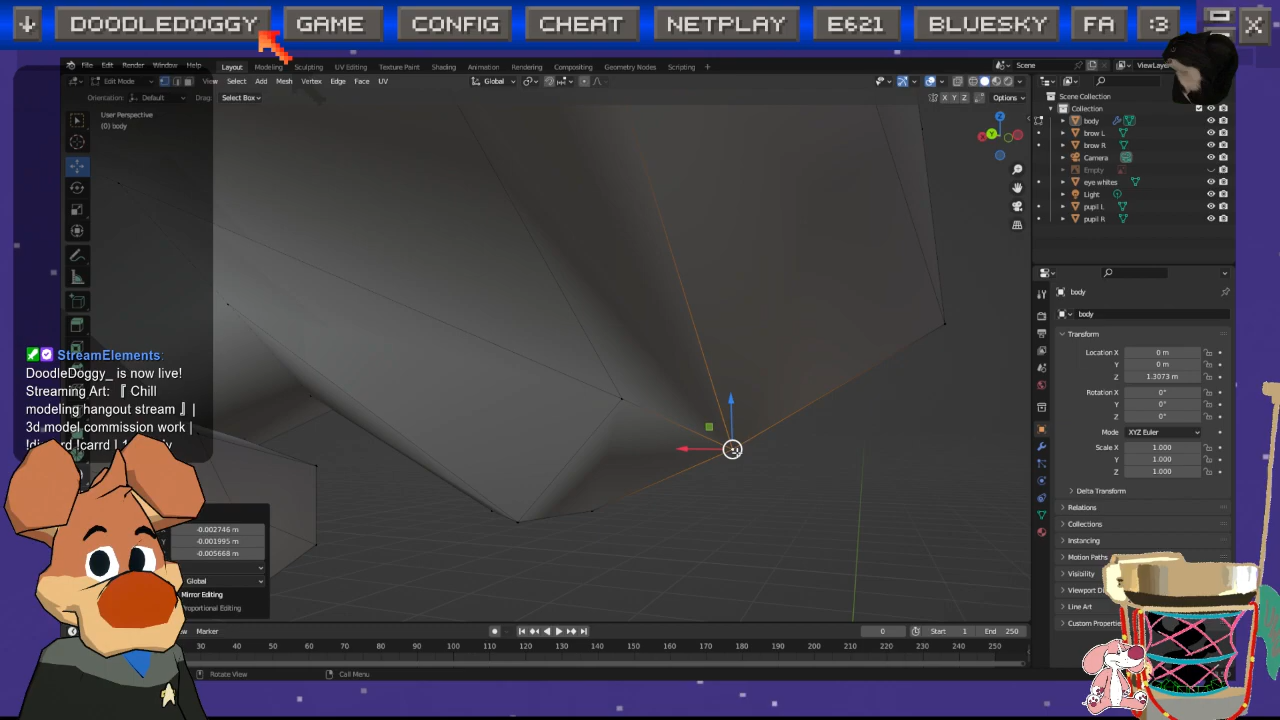 DOODLEDOGGY GAME CONFIG CHEAT NETPLAY E621 BLUESKY FA :3
File Edit Render Window Help Layout Modeling Sculpting UV Editing Texture Paint Shading Animation Rendering Compositing Geometry Nodes Scripting + Scene ViewLayer
Edit Mode View Select Add Mesh Vertex Edge Face UV Global
Orientation: Default Drag: Select Box X Y Z Options
User Perspective
(0) body
Scene Collection
Collection
body
brow L
brow R
Camera
Empty
eye whites
Light
pupil L
pupil R
body
body
Transform
Location X 0 m
Y 0 m
Z 1.3073 m
Rotation X 0°
Y 0°
Z 0°
Mode XYZ Euler
Scale X 1.000
Y 1.000
Z 1.000
Delta Transform
Relations
Collections
Instancing
Motion Paths
Visibility
Viewport Di
Line Art
Custom Properties
StreamElements:
DoodleDoggy_ is now live!
Streaming Art: 『 Chill
modeling hangout stream 』 |
3d model commission work |
-0.002746 m
Y -0.001995 m
-0.005668 m
Global
Mirror Editing
Proportional Editing
Marker 0 Start 1 End 250
30 40 50 60 70 80 90 100 110 120 130 140 150 160 170 180 190 200 210 220 230 240 250
Rotate View Call Menu